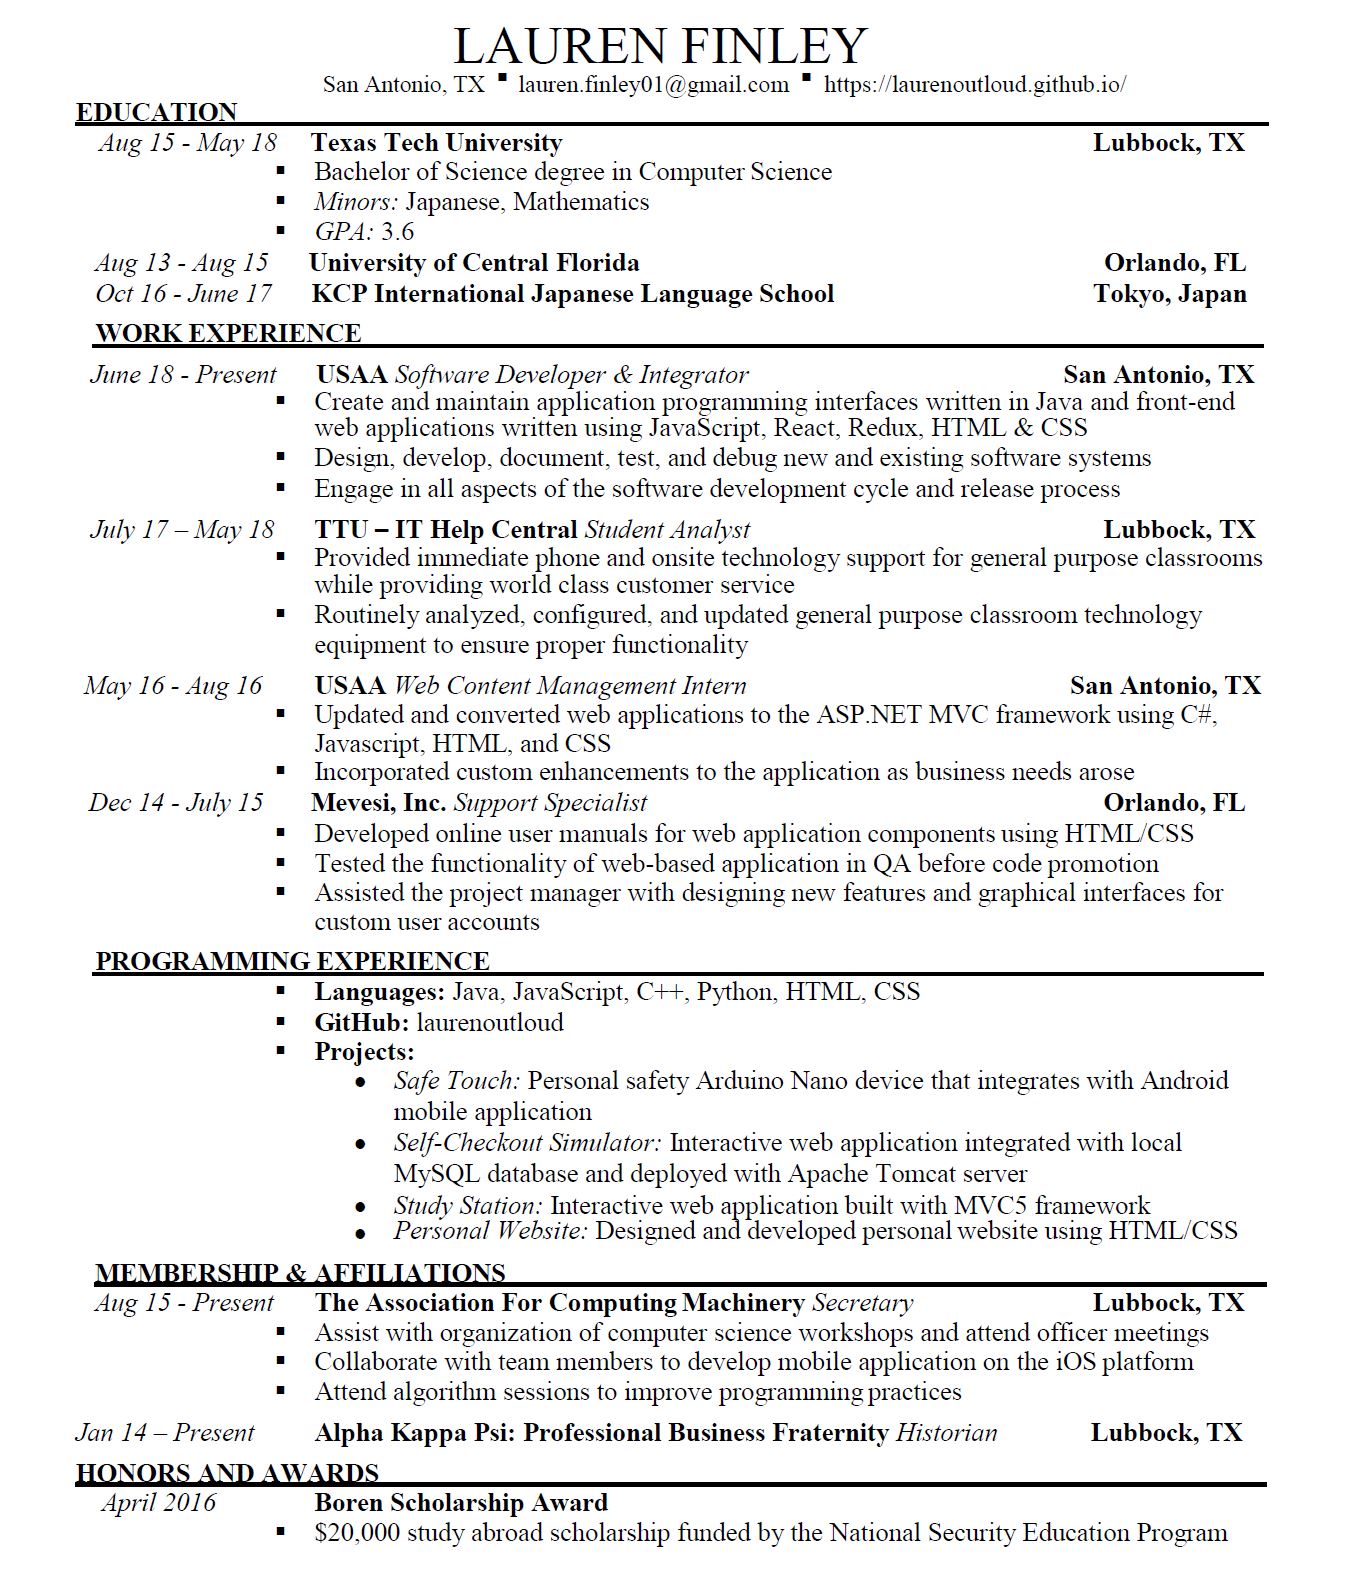 LAUREN FINLEY
San Antonio, TX ▪ lauren.finley01@gmail.com ▪ https://laurenoutloud.github.io/
EDUCATION
Aug 15 - May 18 Texas Tech University Lubbock, TX
▪ Bachelor of Science degree in Computer Science
▪ Minors: Japanese, Mathematics
▪ GPA: 3.6
Aug 13 - Aug 15 University of Central Florida Orlando, FL
Oct 16 - June 17 KCP International Japanese Language School Tokyo, Japan
WORK EXPERIENCE
June 18 - Present USAA Software Developer & Integrator San Antonio, TX
▪ Create and maintain application programming interfaces written in Java and front-end
web applications written using JavaScript, React, Redux, HTML & CSS
▪ Design, develop, document, test, and debug new and existing software systems
▪ Engage in all aspects of the software development cycle and release process
July 17 – May 18 TTU – IT Help Central Student Analyst Lubbock, TX
▪ Provided immediate phone and onsite technology support for general purpose classrooms
while providing world class customer service
▪ Routinely analyzed, configured, and updated general purpose classroom technology
equipment to ensure proper functionality
May 16 - Aug 16 USAA Web Content Management Intern San Antonio, TX
▪ Updated and converted web applications to the ASP.NET MVC framework using C#,
Javascript, HTML, and CSS
▪ Incorporated custom enhancements to the application as business needs arose
Dec 14 - July 15 Mevesi, Inc. Support Specialist Orlando, FL
▪ Developed online user manuals for web application components using HTML/CSS
▪ Tested the functionality of web-based application in QA before code promotion
▪ Assisted the project manager with designing new features and graphical interfaces for
custom user accounts
PROGRAMMING EXPERIENCE
▪ Languages: Java, JavaScript, C++, Python, HTML, CSS
▪ GitHub: laurenoutloud
▪ Projects:
● Safe Touch: Personal safety Arduino Nano device that integrates with Android
mobile application
● Self-Checkout Simulator: Interactive web application integrated with local
MySQL database and deployed with Apache Tomcat server
● Study Station: Interactive web application built with MVC5 framework
● Personal Website: Designed and developed personal website using HTML/CSS
MEMBERSHIP & AFFILIATIONS
Aug 15 - Present The Association For Computing Machinery Secretary Lubbock, TX
▪ Assist with organization of computer science workshops and attend officer meetings
▪ Collaborate with team members to develop mobile application on the iOS platform
▪ Attend algorithm sessions to improve programming practices
Jan 14 – Present Alpha Kappa Psi: Professional Business Fraternity Historian Lubbock, TX
HONORS AND AWARDS
April 2016 Boren Scholarship Award
▪ $20,000 study abroad scholarship funded by the National Security Education Program